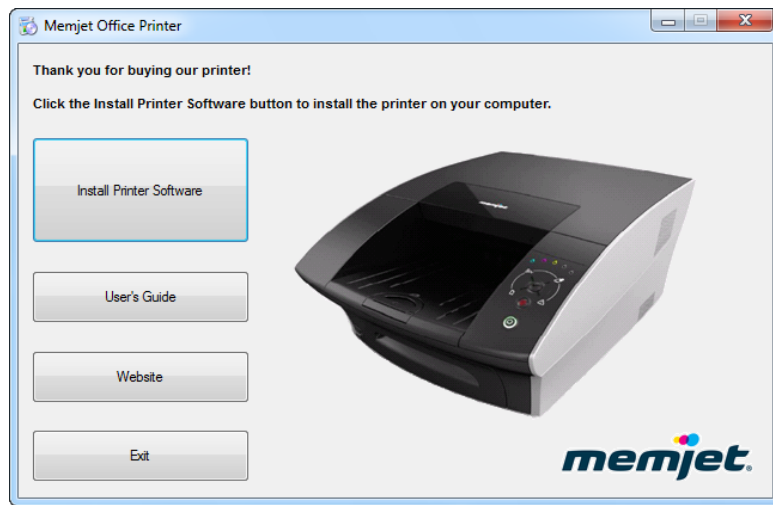 Memjet Office Printer
Thank you for buying our printer!
Click the Install Printer Software button to install the printer on your computer.
Install Printer Software
User's Guide
Website
Exit
memjet
memjet.